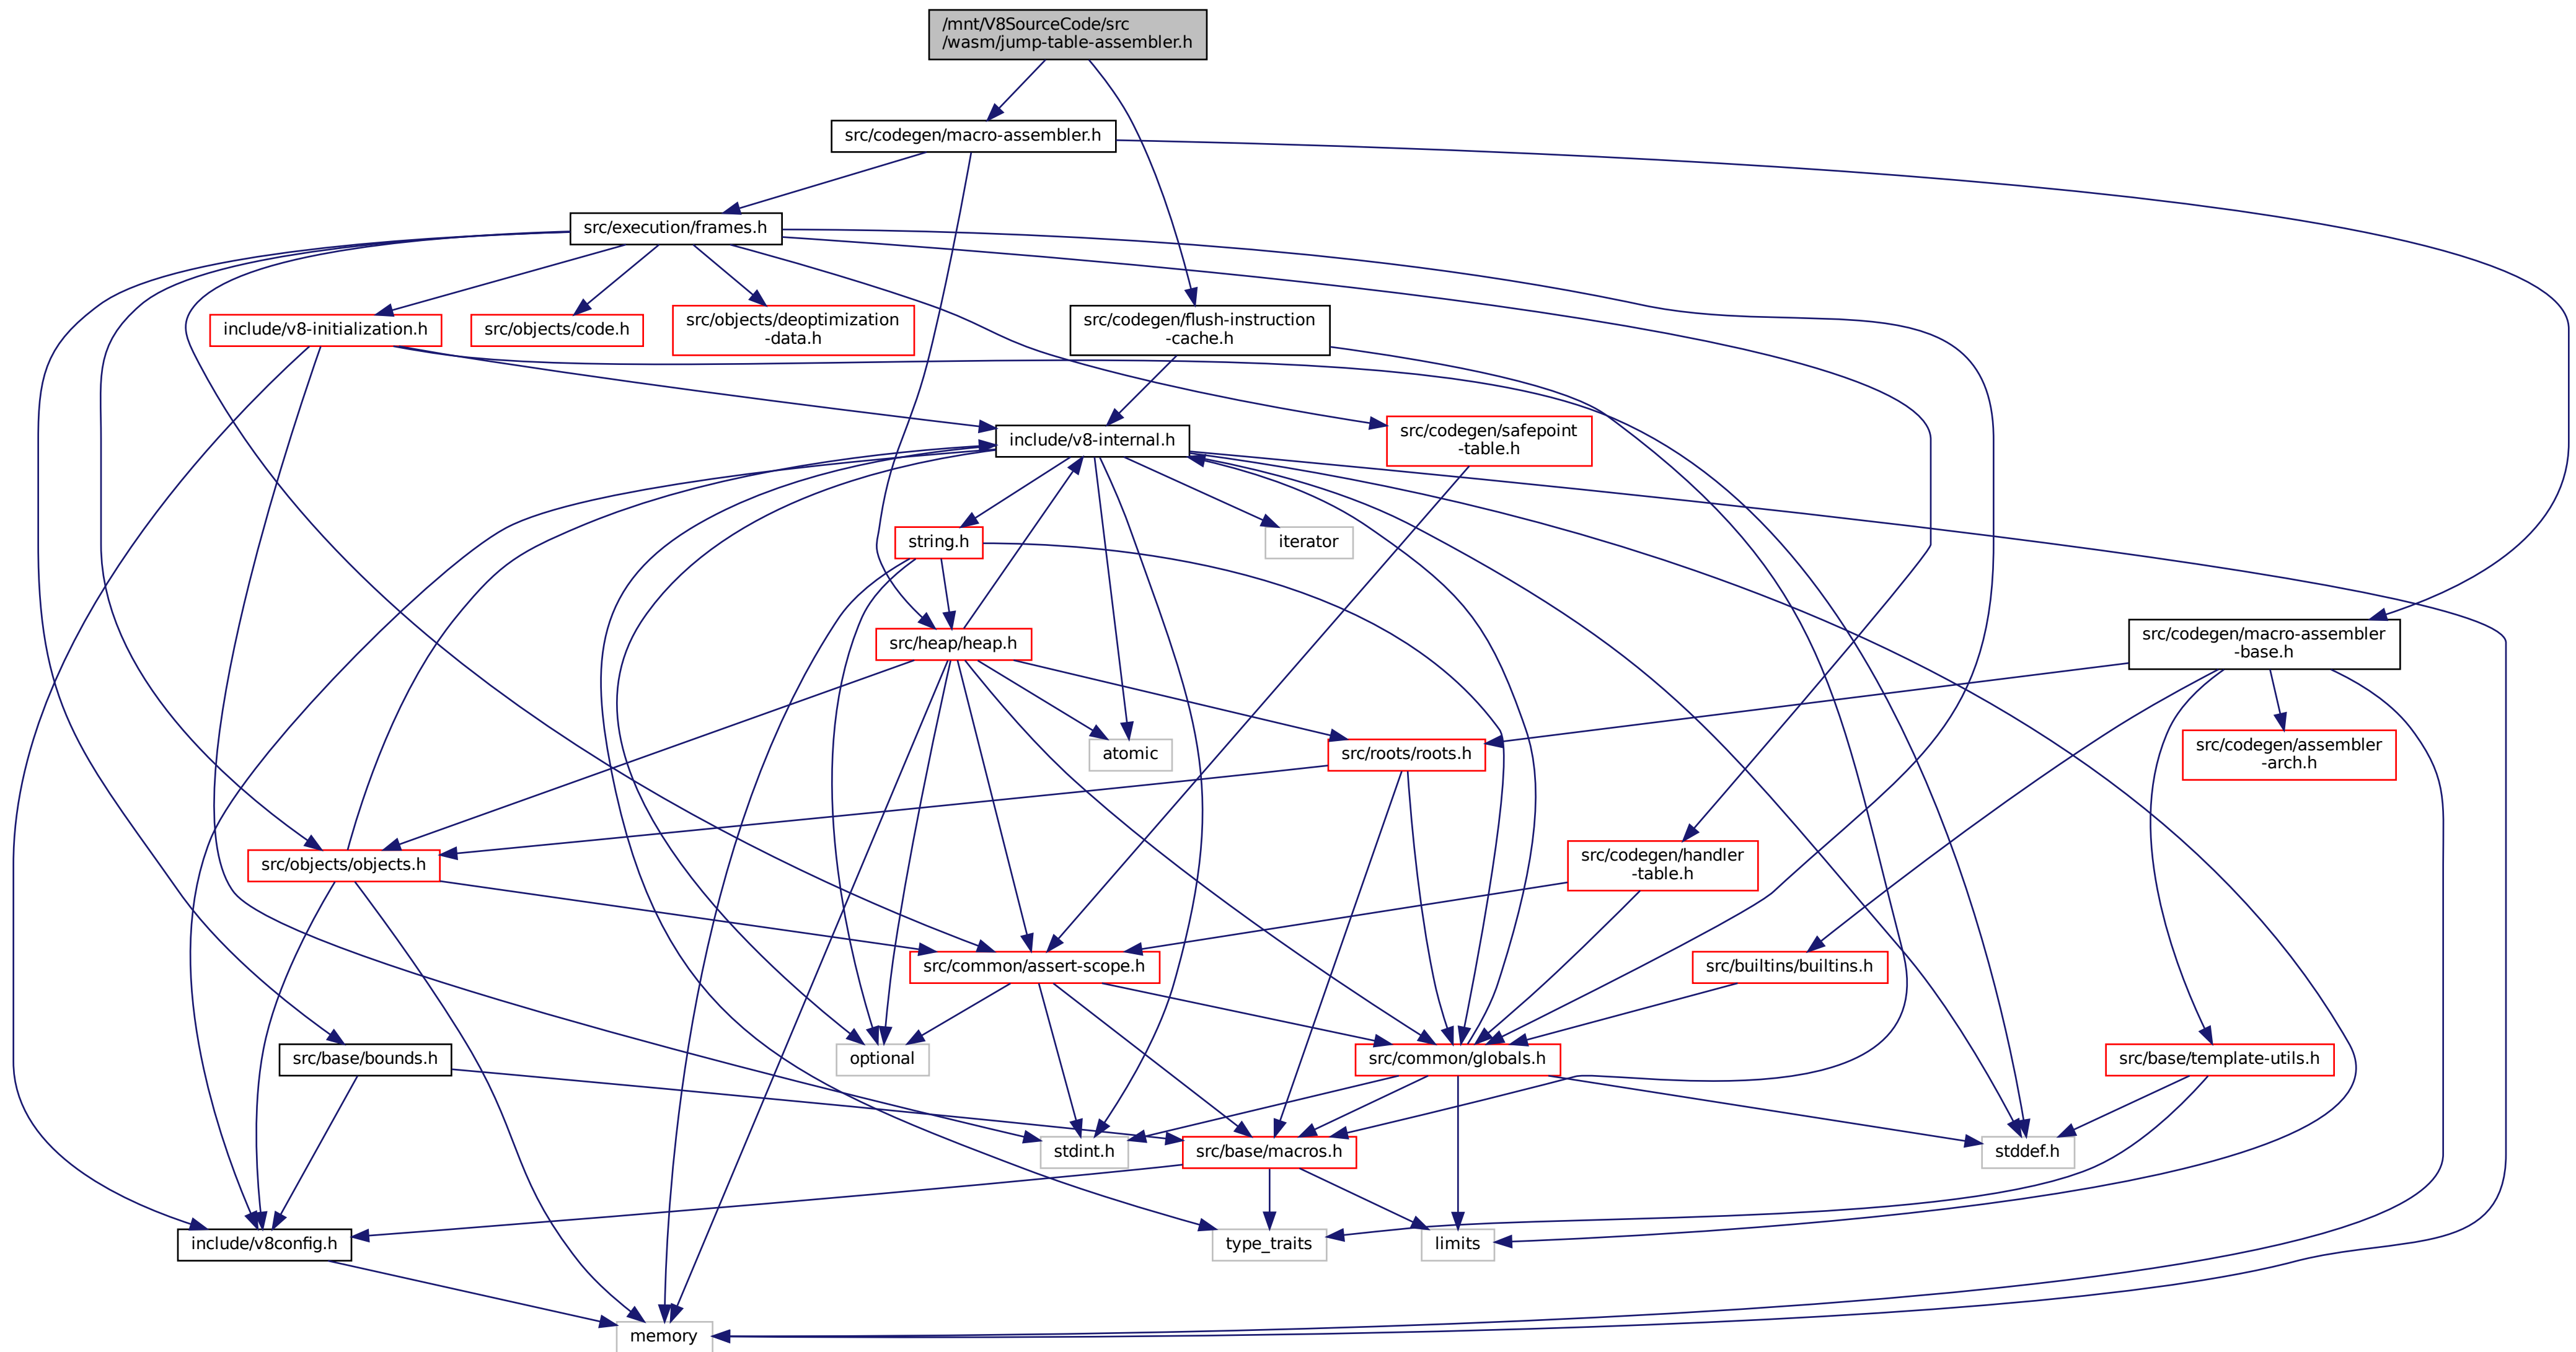 /mnt/V8SourceCode/src
/wasm/jump-table-assembler.h
src/codegen/macro-assembler.h
src/execution/frames.h
include/v8-initialization.h
src/objects/code.h
src/objects/deoptimization
-data.h
src/codegen/flush-instruction
-cache.h
include/v8-internal.h
src/codegen/safepoint
-table.h
string.h
iterator
src/heap/heap.h
src/codegen/macro-assembler
-base.h
atomic
src/roots/roots.h
src/codegen/assembler
-arch.h
src/objects/objects.h
src/codegen/handler
-table.h
src/common/assert-scope.h
src/builtins/builtins.h
src/base/bounds.h
optional
src/common/globals.h
src/base/template-utils.h
stdint.h
src/base/macros.h
stddef.h
include/v8config.h
type_traits
limits
memory